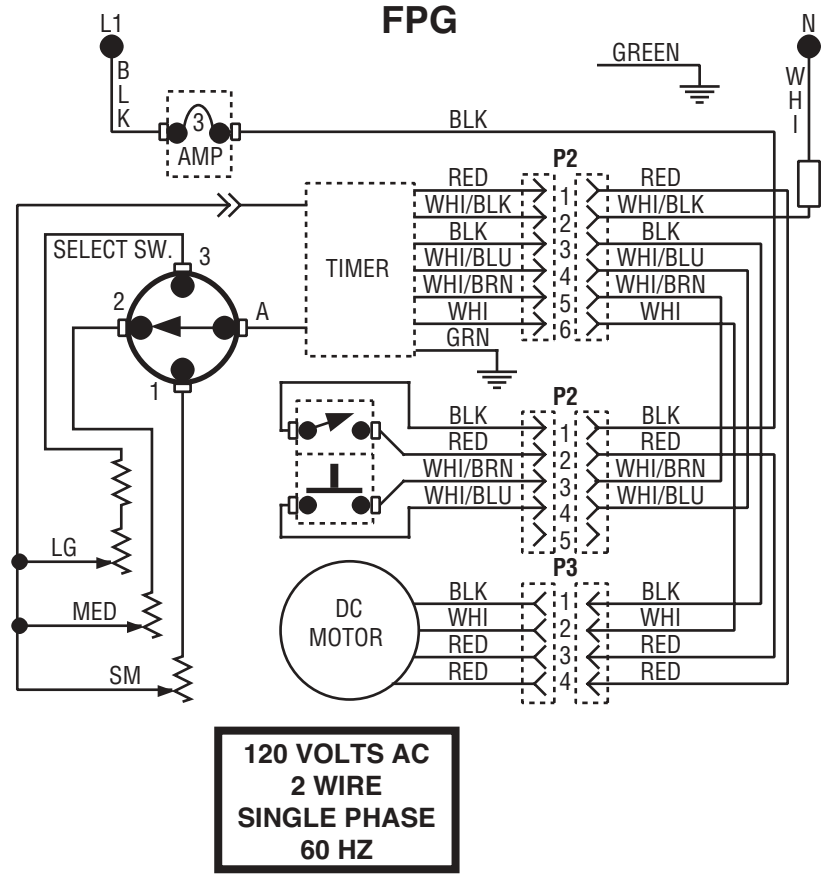 FPG
L1
BLK
N
WHI
GREEN
3
AMP
BLK
P2
RED 1 RED
WHI/BLK 2 WHI/BLK
BLK 3 BLK
WHI/BLU 4 WHI/BLU
WHI/BRN 5 WHI/BRN
WHI 6 WHI
GRN
TIMER
SELECT SW.
3
2
A
1
P2
BLK 1 BLK
RED 2 RED
WHI/BRN 3 WHI/BRN
WHI/BLU 4 WHI/BLU
5
LG
MED
SM
P3
DC
MOTOR
BLK 1 BLK
WHI 2 WHI
RED 3 RED
RED 4 RED
120 VOLTS AC
2 WIRE
SINGLE PHASE
60 HZ